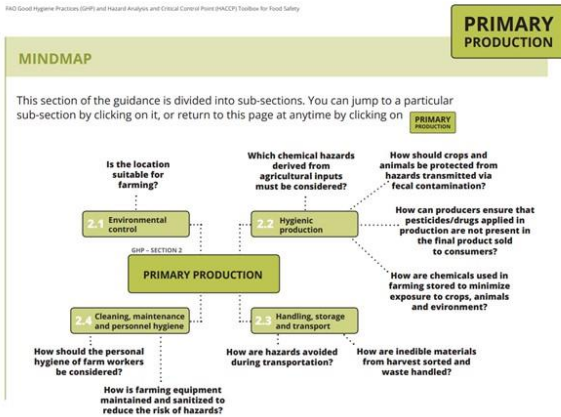 FAO Good Hygiene Practices (GHP) and Hazard Analysis and Critical Control Point (HACCP) Toolbox for Food Safety
PRIMARY
PRODUCTION
MINDMAP
This section of the guidance is divided into sub-sections. You can jump to a particular
sub-section by clicking on it, or return to this page at anytime by clicking on
PRIMARY
PRODUCTION
Is the location
suitable for
farming?
Which chemical hazards
derived from
agricultural inputs
must be considered?
How should crops and
animals be protected from
hazards transmitted via
fecal contamination?
2.1 Environmental
control
2.2 Hygienic
production
How can producers ensure that
pesticides/drugs applied in
production are not present in
the final product sold
to consumers?
GHP – SECTION 2
PRIMARY PRODUCTION
How are chemicals used in
farming stored to minimize
exposure to crops, animals
and evironment?
2.4 Cleaning, maintenance
and personnel hygiene
2.3 Handling, storage
and transport
How should the personal
hygiene of farm workers
be considered?
How are hazards avoided
during transportation?
How are inedible materials
from harvest sorted and
waste handled?
How is farming equipment
maintained and sanitized to
reduce the risk of hazards?